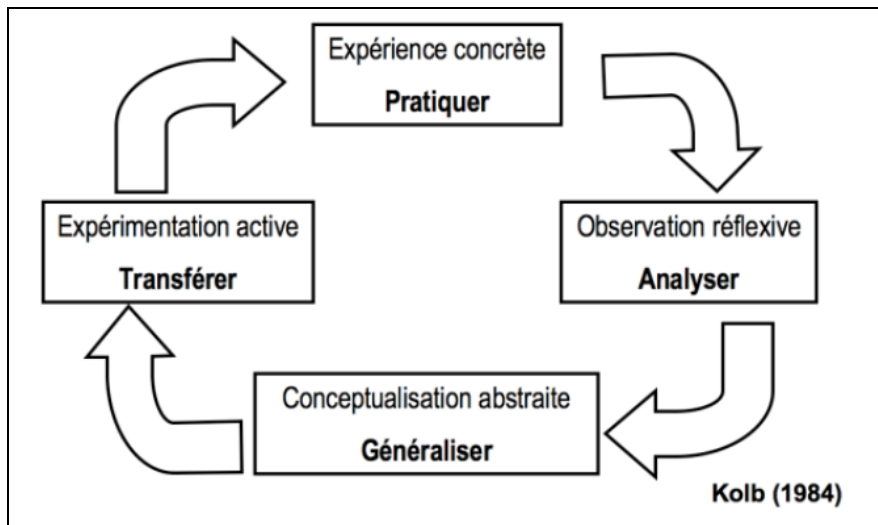 Expérience concrète
Pratiquer
Observation réflexive
Analyser
Conceptualisation abstraite
Généraliser
Expérimentation active
Transférer
Kolb (1984)